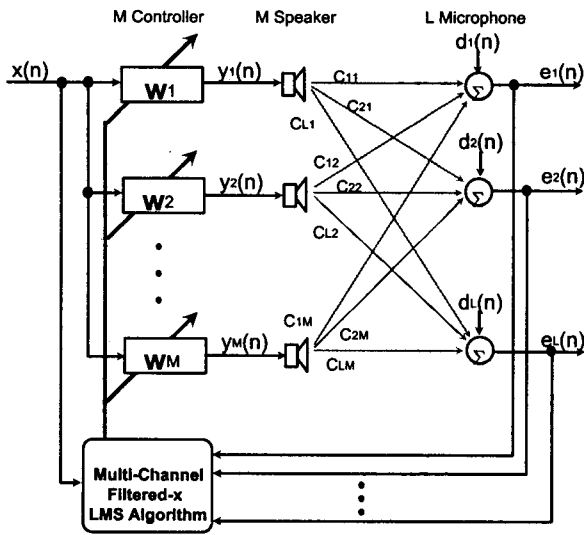 M Controller
M Speaker
L Microphone
x(n)
W1
y1(n)
C11
C21
CL1
d1(n)
Σ
e1(n)
W2
y2(n)
C12
C22
CL2
d2(n)
Σ
e2(n)
WM
yM(n)
C1M
C2M
CLM
dL(n)
Σ
eL(n)
Multi-Channel
Filtered-x
LMS Algorithm